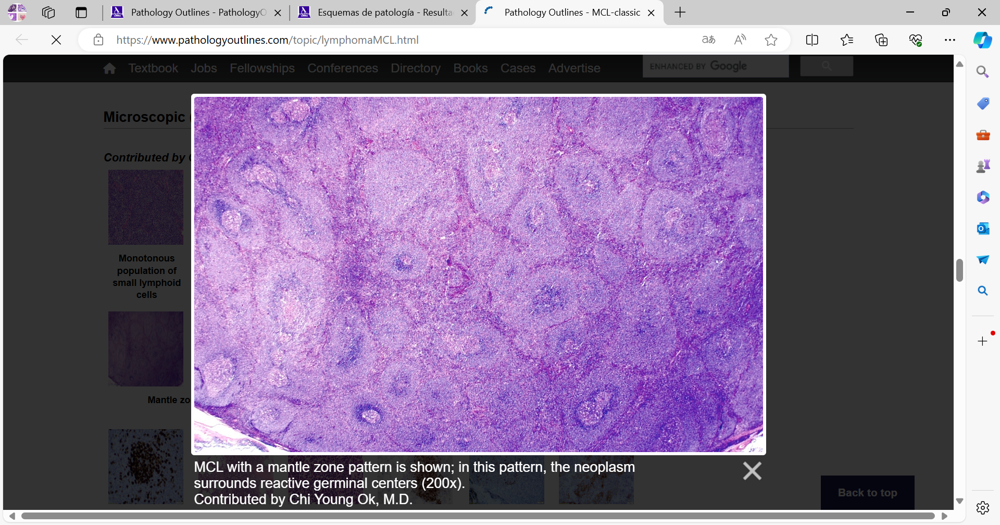 Pathology Outlines - PathologyO
Esquemas de patología - Resulta
Pathology Outlines - MCL-classic
https://www.pathologyoutlines.com/topic/lymphomaMCL.html
Textbook Jobs Fellowships Conferences Directory Books Cases Advertise
ENHANCED BY Google
Microscopic
Contributed by
Monotonous
population of
small lymphoid
cells
Mantle zo
MCL with a mantle zone pattern is shown; in this pattern, the neoplasm
surrounds reactive germinal centers (200x).
Contributed by Chi Young Ok, M.D.
Back to top